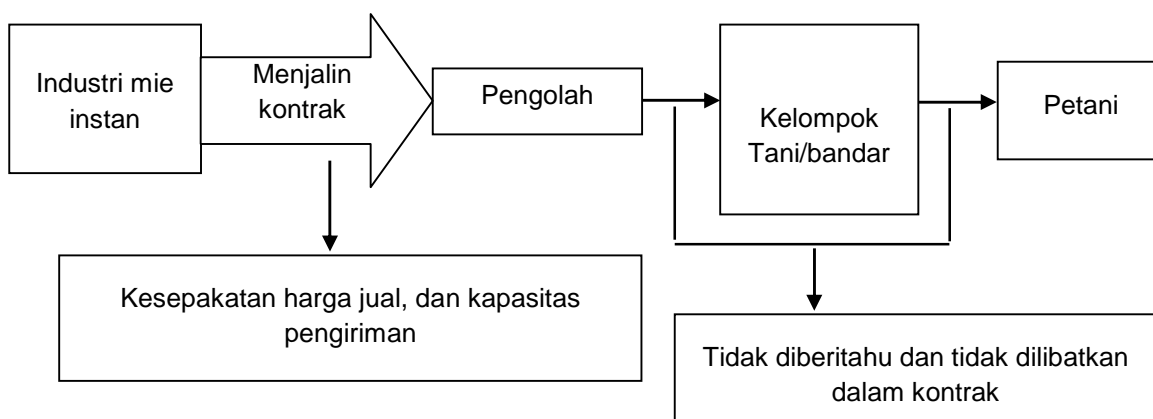 Industri mie
instan
Menjalin
kontrak
Pengolah
Kelompok
Tani/bandar
Petani
Kesepakatan harga jual, dan kapasitas
pengiriman
Tidak diberitahu dan tidak dilibatkan
dalam kontrak